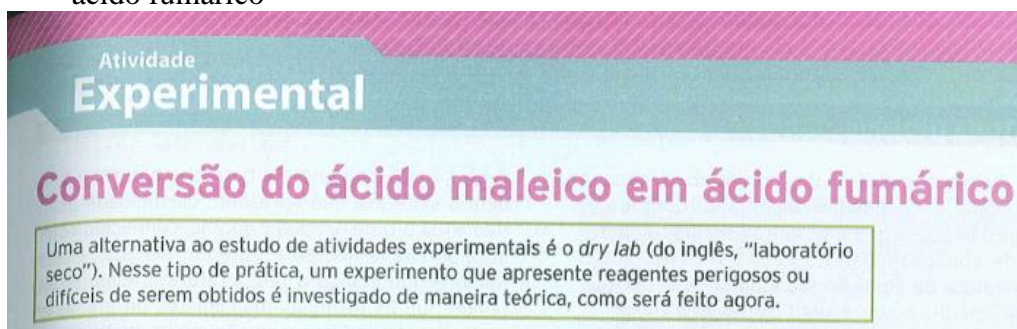 ácido fumárico
Atividade
Experimental
Conversão do ácido maleico em ácido fumárico
Uma alternativa ao estudo de atividades experimentais é o dry lab (do inglês, “laboratório
seco”). Nesse tipo de prática, um experimento que apresente reagentes perigosos ou
difíceis de serem obtidos é investigado de maneira teórica, como será feito agora.